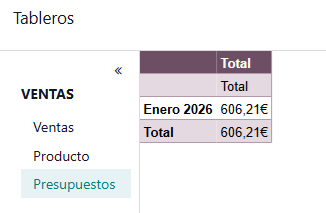 Tableros
«
VENTAS
Ventas
Producto
Presupuestos
Total
Total
Enero 2026 606,21€
Total 606,21€